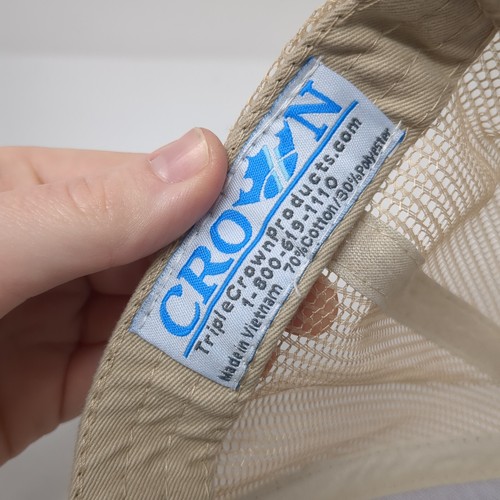 CROWN
TripleCrownProducts.com
1-800-619-1110
Made in Vietnam 70%Cotton/30%Polyester